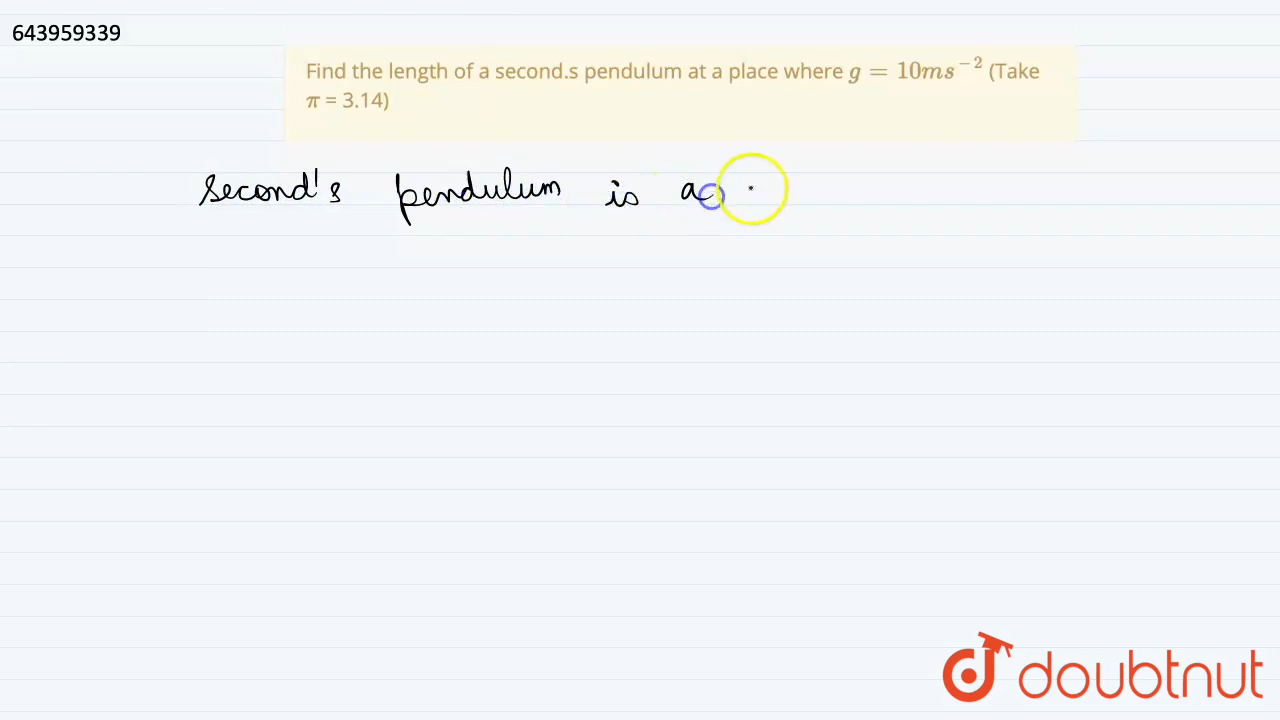 643959339
Find the length of a second.s pendulum at a place where $g = 10ms^{-2}$ (Take
$\pi$ = 3.14)
second's pendulum is a
doubtnut